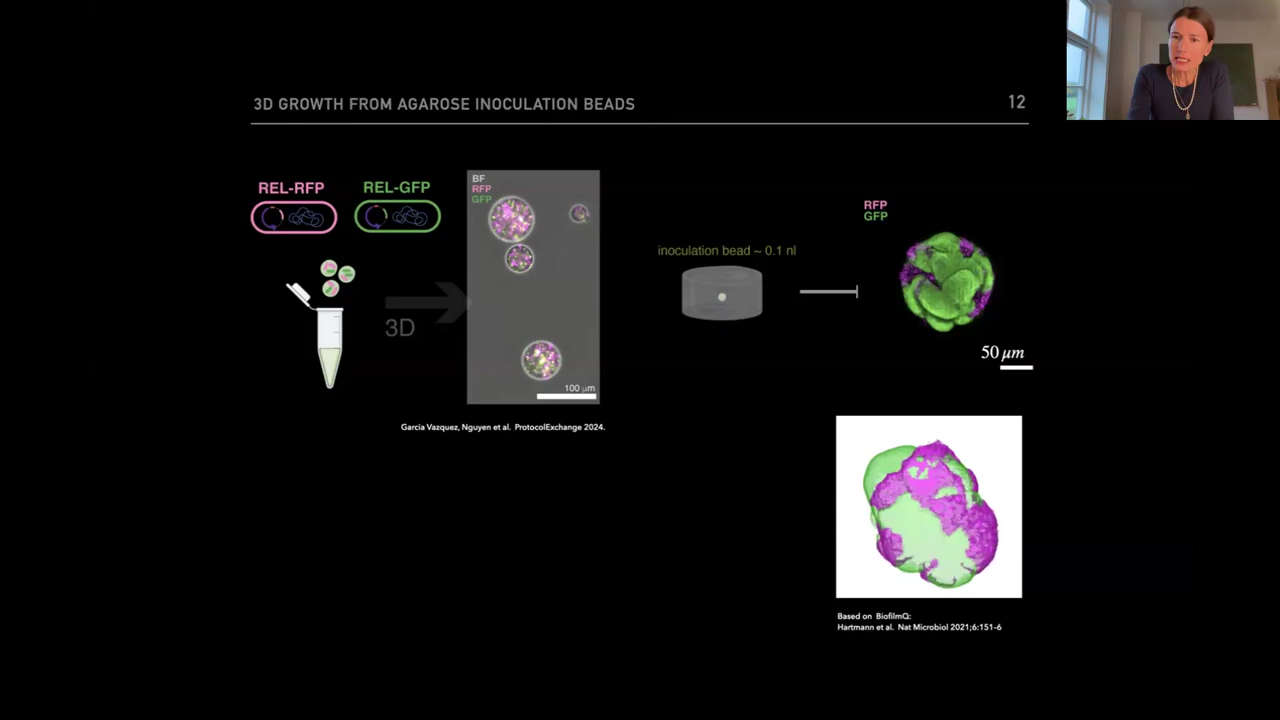 3D GROWTH FROM AGAROSE INOCULATION BEADS
12
REL-RFP
REL-GFP
3D
BF
RFP
GFP
100 μm
Garcia Vazquez, Nguyen et al. ProtocolExchange 2024.
inoculation bead ~ 0.1 nl
RFP
GFP
50 μm
Based on BiofilmQ:
Hartmann et al. Nat Microbiol 2021;6:151-6